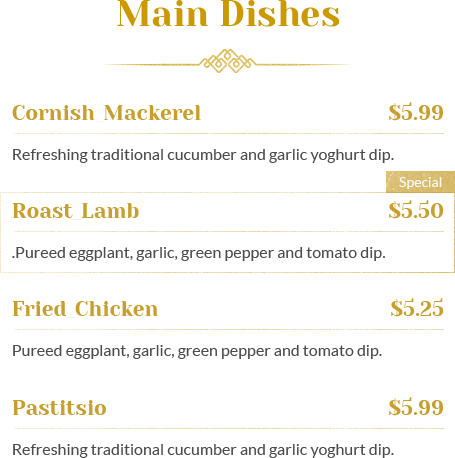 Main Dishes
Cornish Mackerel $5.99
Refreshing traditional cucumber and garlic yoghurt dip.
Special
Roast Lamb $5.50
.Pureed eggplant, garlic, green pepper and tomato dip.
Fried Chicken $5.25
Pureed eggplant, garlic, green pepper and tomato dip.
Pastitsio $5.99
Refreshing traditional cucumber and garlic yoghurt dip.